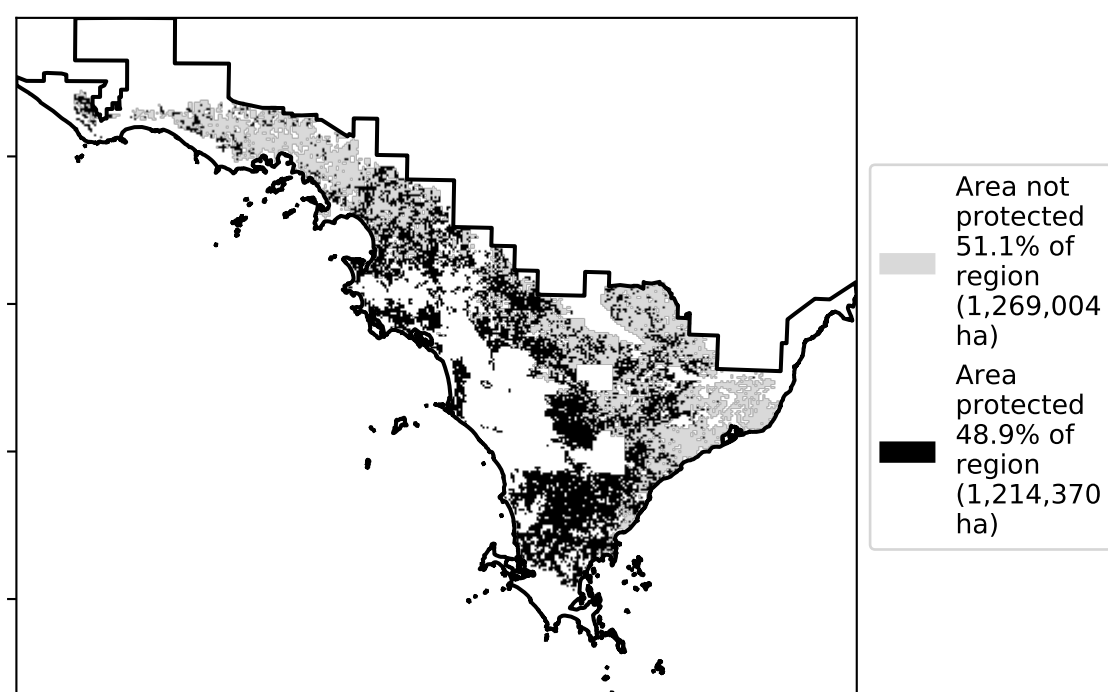 Area not
protected
51.1% of
region
(1,269,004
ha)
Area
protected
48.9% of
region
(1,214,370
ha)